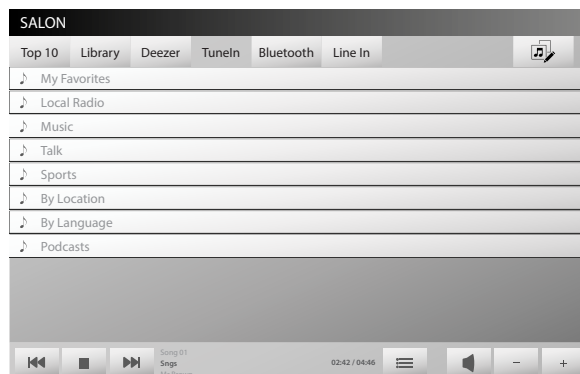 SALON
Top 10 Library Deezer TuneIn Bluetooth Line In
My Favorites
Local Radio
Music
Talk
Sports
By Location
By Language
Podcasts
Song 01
Sngs 02:42 / 04:46
− +